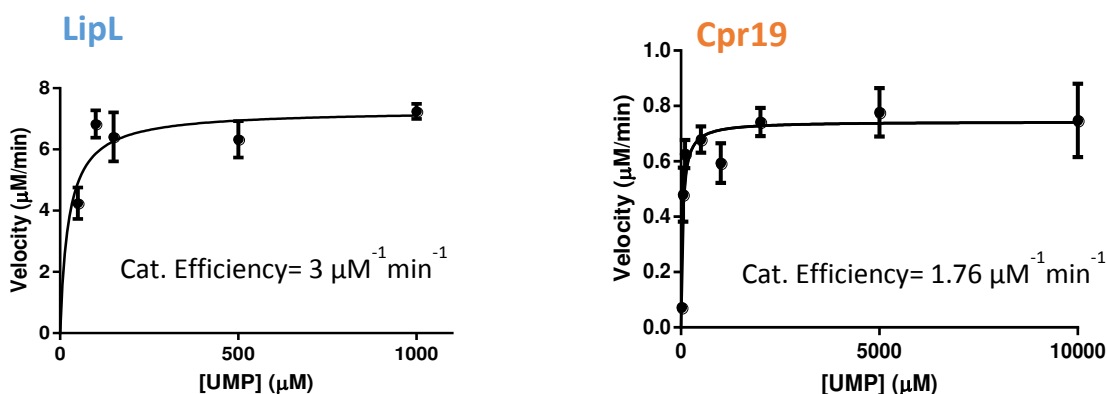 LipL
8
6
4
2
0
0 500 1000
Velocity (µM/min)
[UMP] (µM)
Cat. Efficiency= 3 µM⁻¹min⁻¹
Cpr19
1.0
0.8
0.6
0.4
0.2
0.0
0 5000 10000
Velocity (µM/min)
[UMP] (µM)
Cat. Efficiency= 1.76 µM⁻¹min⁻¹